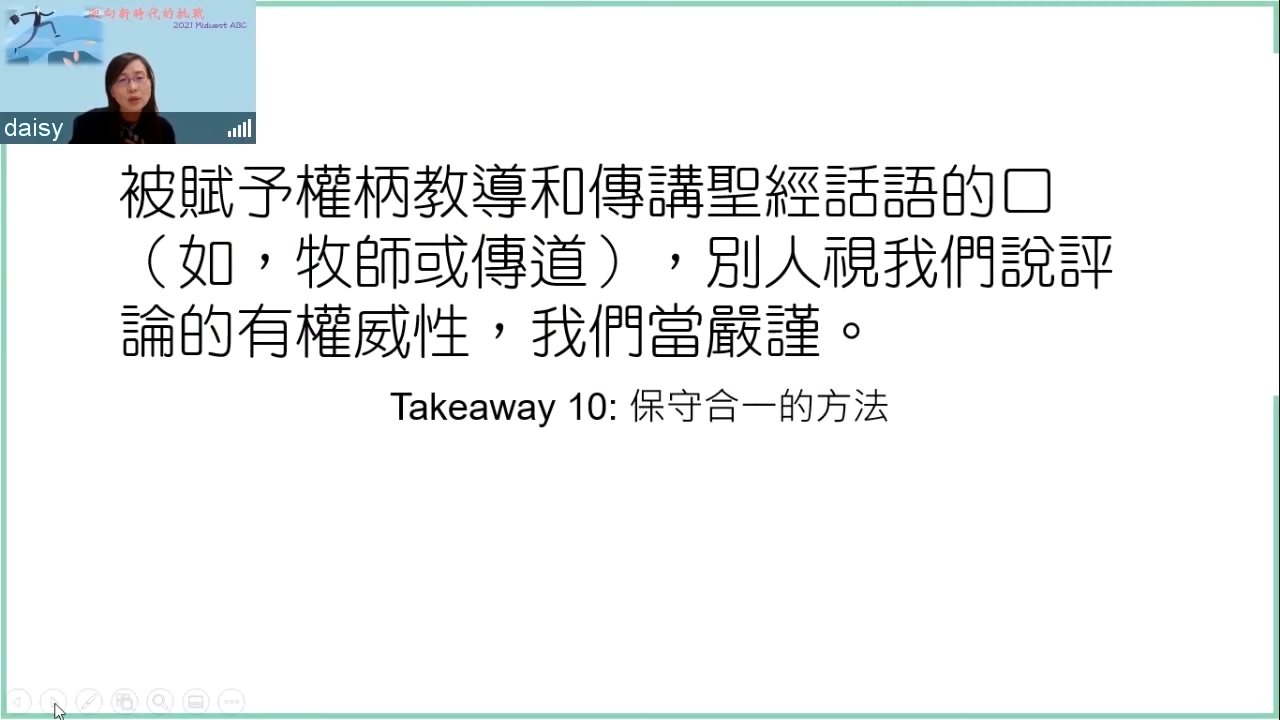 迎向新時代的挑戰
2021 Midwest ABC
daisy
被賦予權柄教導和傳講聖經話語的口
（如，牧師或傳道），別人視我們說評
論的有權威性，我們當嚴謹。
Takeaway 10: 保守合一的方法